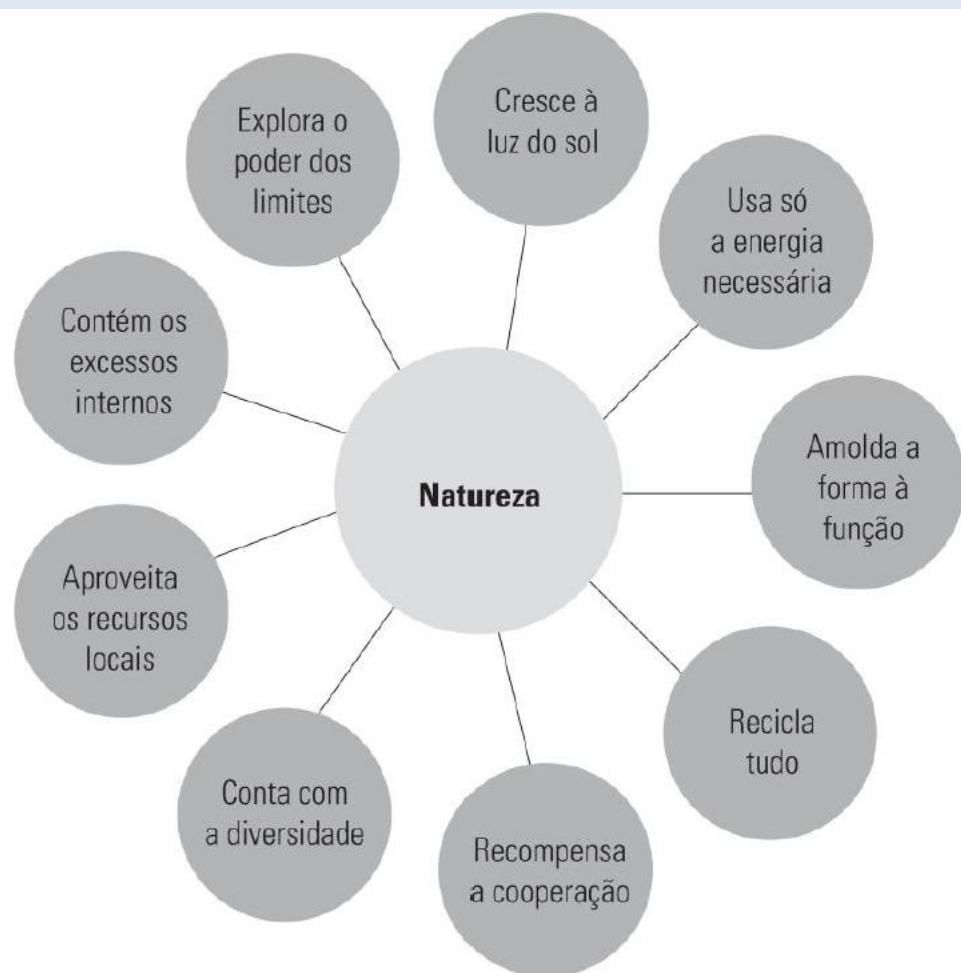 Cresce à
luz do sol
Usa só
a energia
necessária
Amolda a
forma à
função
Recicla
tudo
Recompensa
a cooperação
Conta com
a diversidade
Aproveita
os recursos
locais
Contém os
excessos
internos
Explora o
poder dos
limites
Natureza